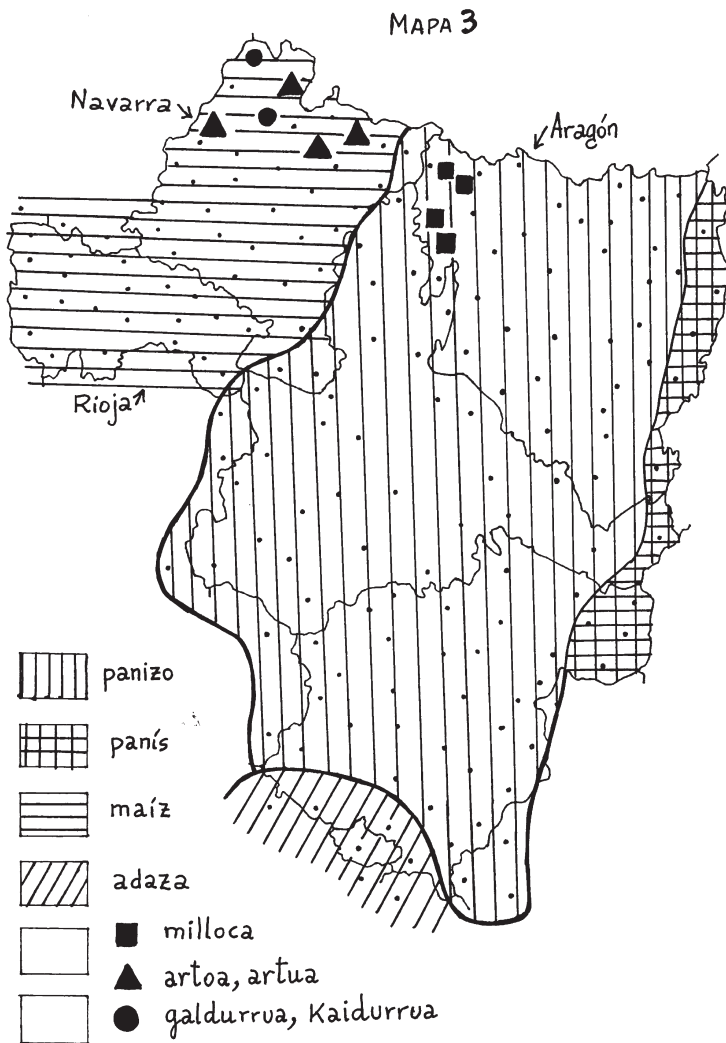 MAPA 3
Navarra
Aragón
Rioja
panizo
panís
maíz
adaza
milloca
artoa, artua
galdurrua, Kaidurrua